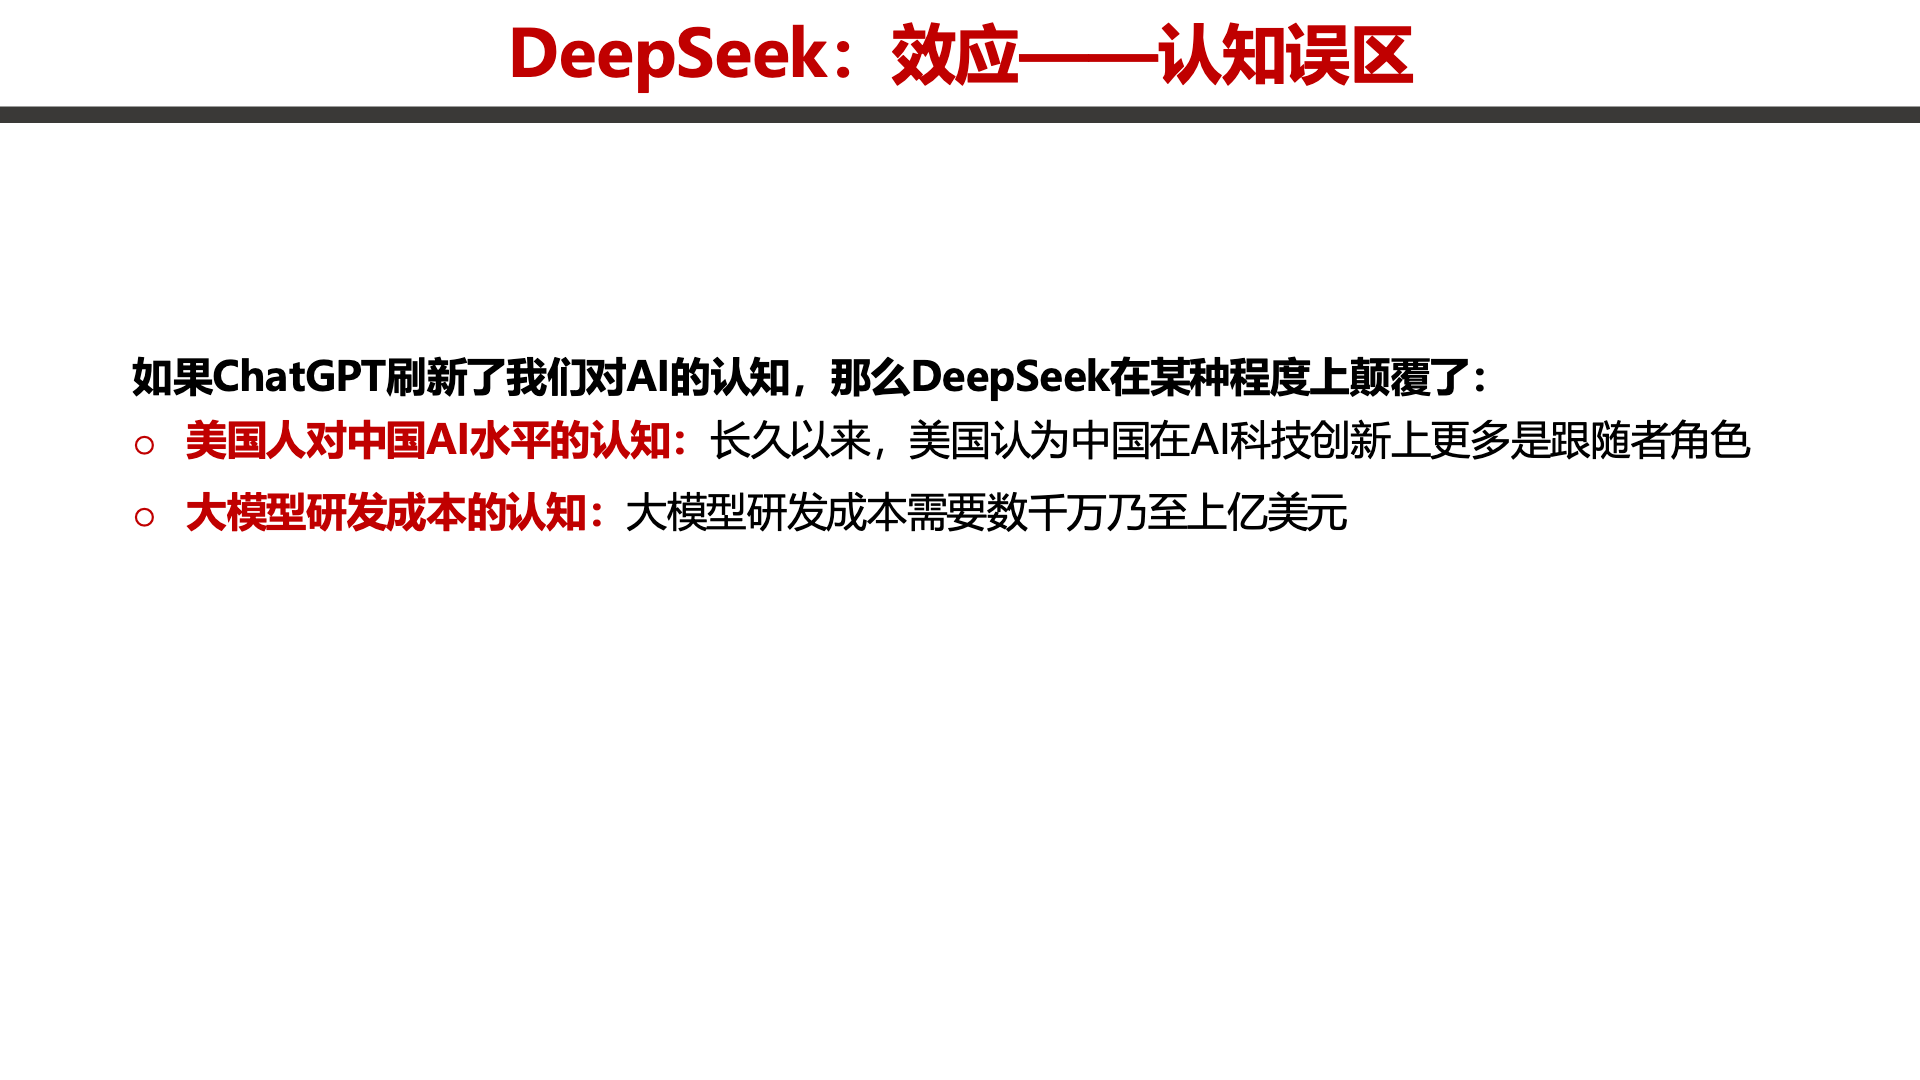 DeepSeek：效应——认知误区
如果ChatGPT刷新了我们对AI的认知，那么DeepSeek在某种程度上颠覆了：
○ 美国人对中国AI水平的认知：长久以来，美国认为中国在AI科技创新上更多是跟随者角色
○ 大模型研发成本的认知：大模型研发成本需要数千万乃至上亿美元